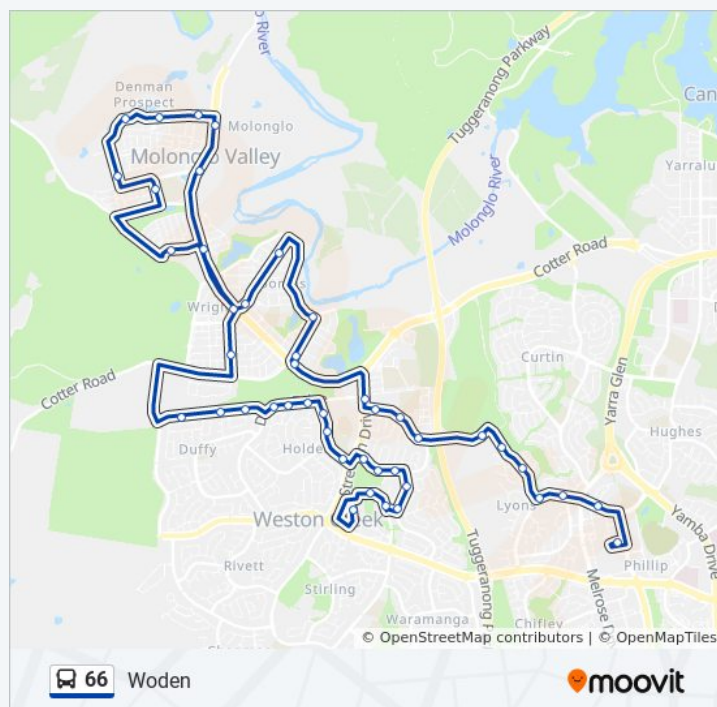 Molonglo River
Tuggeranong Parkway
Denman
Prospect
Molonglo
Molonglo Valley
Can
Yarralu
Molonglo River
Cotter Road
Wrigh
Cotter Road
Curtin
Yarra Glen
Hughes
Duffy
Holde
Weston Creek
Lyons
Yamba Drive
Phillip
Rivett
Stirling
Waramanga
Chifley
Melrose D
© OpenStreetMap contributors | © OpenMapTiles
66 Woden
moovit